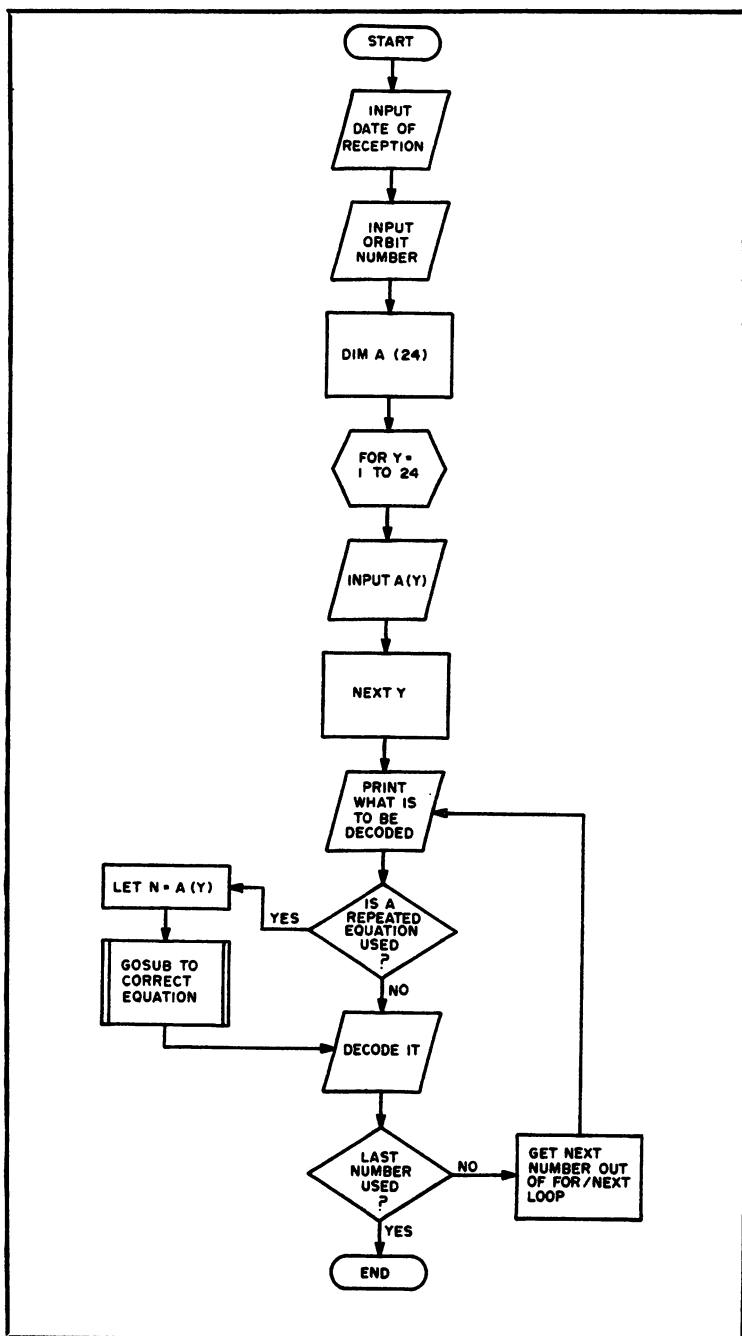 START
INPUT
DATE OF
RECEPTION
INPUT
ORBIT
NUMBER
DIM A (24)
FOR Y =
1 TO 24
INPUT A(Y)
NEXT Y
PRINT
WHAT IS
TO BE
DECODED
LET N = A (Y)
YES
IS A
REPEATED
EQUATION
USED
?
GOSUB TO
CORRECT
EQUATION
NO
DECODE IT
LAST
NUMBER
USED
?
NO
GET NEXT
NUMBER OUT
OF FOR/NEXT
LOOP
YES
END